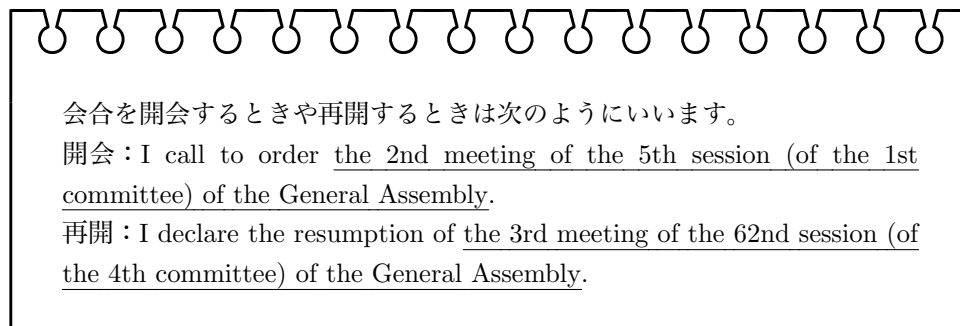 会合を開会するときや再開するときは次のようにいいます。
開会：I call to order the 2nd meeting of the 5th session (of the 1st
committee) of the General Assembly.
再開：I declare the resumption of the 3rd meeting of the 62nd session (of
the 4th committee) of the General Assembly.